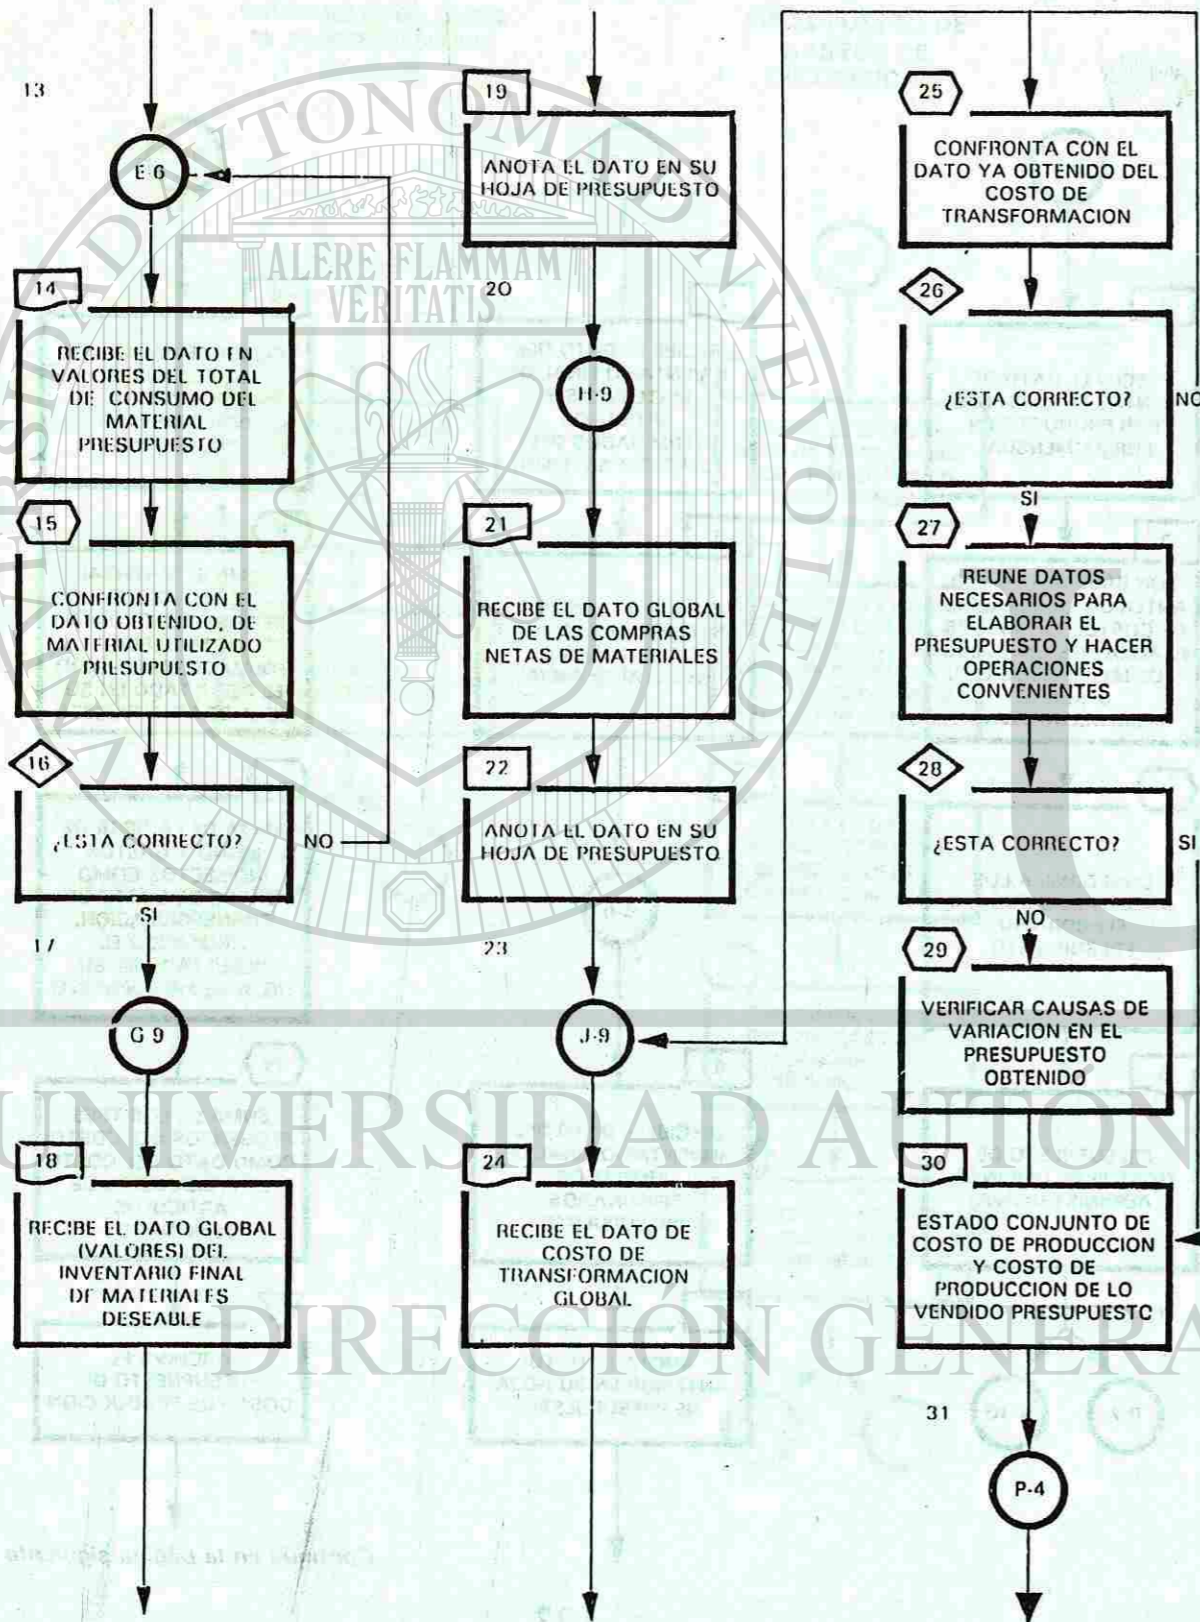 13
E-6
14
RECIBE EL DATO EN
VALORES DEL TOTAL
DE CONSUMO DEL
MATERIAL
PRESUPUESTO
15
CONFRONTA CON EL
DATO OBTENIDO, DE
MATERIAL UTILIZADO
PRESUPUESTO
16
¿ESTA CORRECTO?
NO
SI
17
G-9
18
RECIBE EL DATO GLOBAL
(VALORES) DEL
INVENTARIO FINAL
DE MATERIALES
DESEABLE
19
ANOTA EL DATO EN SU
HOJA DE PRESUPUESTO
20
H-9
21
RECIBE EL DATO GLOBAL
DE LAS COMPRAS
NETAS DE MATERIALES
22
ANOTA EL DATO EN SU
HOJA DE PRESUPUESTO
23
J-9
24
RECIBE EL DATO DE
COSTO DE
TRANSFORMACION
GLOBAL
25
CONFRONTA CON EL
DATO YA OBTENIDO DEL
COSTO DE
TRANSFORMACION
26
¿ESTA CORRECTO?
NO
SI
27
REUNE DATOS
NECESARIOS PARA
ELABORAR EL
PRESUPUESTO Y HACER
OPERACIONES
CONVENIENTES
28
¿ESTA CORRECTO?
SI
NO
29
VERIFICAR CAUSAS DE
VARIACION EN EL
PRESUPUESTO
OBTENIDO
30
ESTADO CONJUNTO DE
COSTO DE PRODUCCION
Y COSTO DE
PRODUCCION DE LO
VENDIDO PRESUPUESTO
31
P-4
ALERE FLAMMAM
VERITATIS
UNIVERSIDAD AUTÓN
DIRECCIÓN GENERA